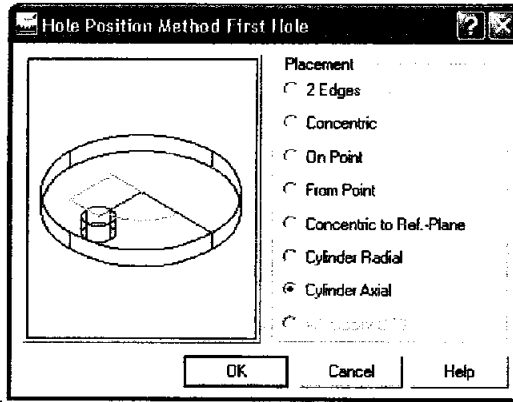 Hole Position Method First Hole
Placement
2 Edges
Concentric
On Point
From Point
Concentric to Ref.-Plane
Cylinder Radial
Cylinder Axial
OK
Cancel
Help